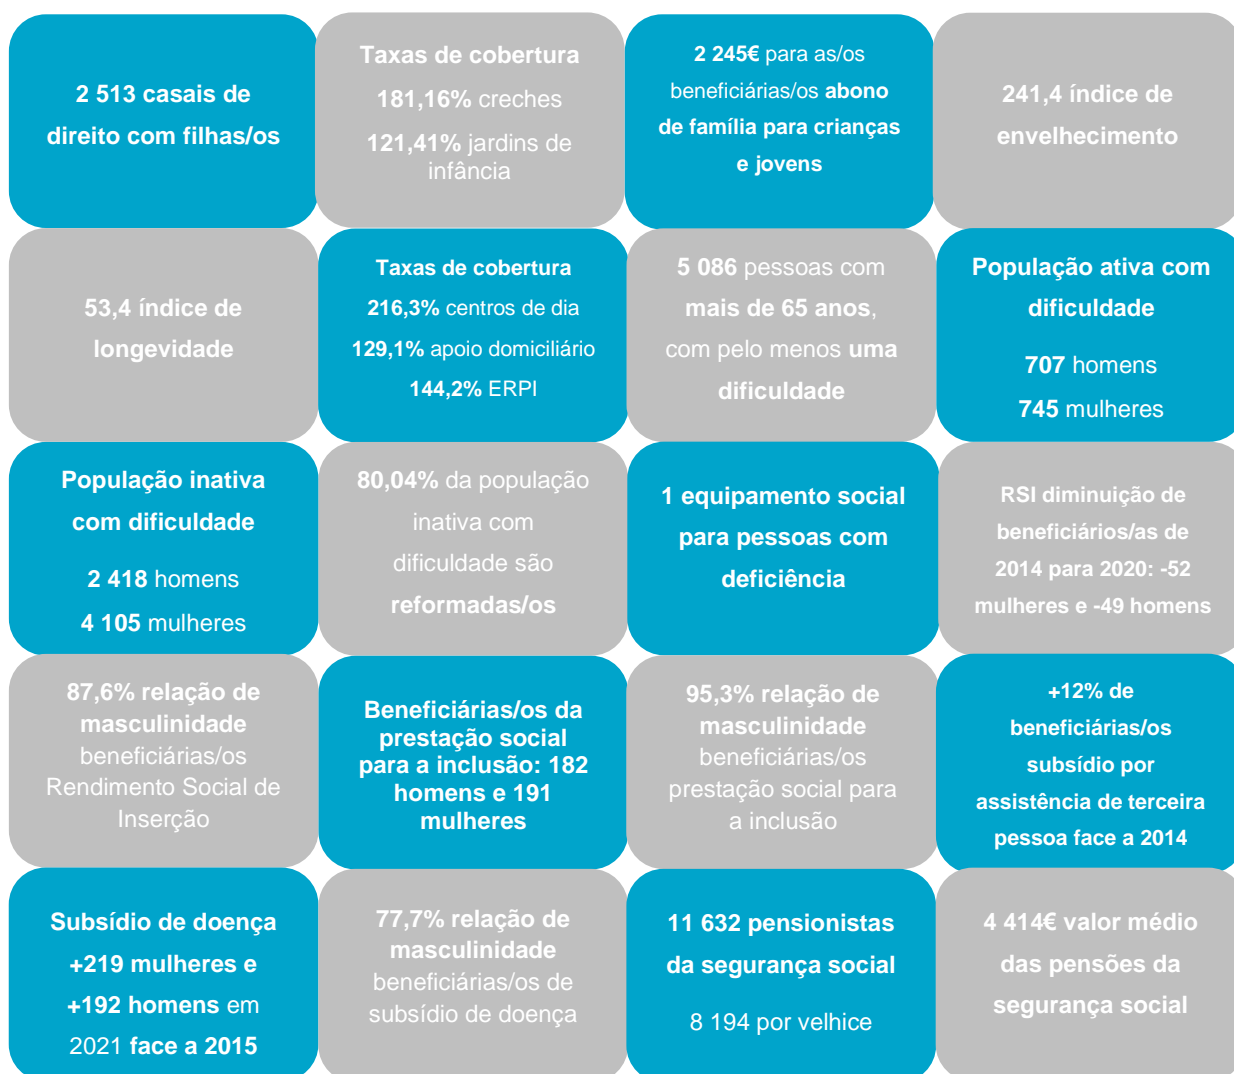 2 513 casais de
direito com filhas/os
Taxas de cobertura
181,16% creches
121,41% jardins de
infância
2 245€ para as/os
beneficiárias/os abono
de família para crianças
e jovens
241,4 índice de
envelhecimento
53,4 índice de
longevidade
Taxas de cobertura
216,3% centros de dia
129,1% apoio domiciliário
144,2% ERPI
5 086 pessoas com
mais de 65 anos,
com pelo menos uma
dificuldade
População ativa com
dificuldade
707 homens
745 mulheres
População inativa
com dificuldade
2 418 homens
4 105 mulheres
80,04% da população
inativa com
dificuldade são
reformadas/os
1 equipamento social
para pessoas com
deficiência
RSI diminuição de
beneficiários/as de
2014 para 2020: -52
mulheres e -49 homens
87,6% relação de
masculinidade
beneficiárias/os
Rendimento Social de
Inserção
Beneficiárias/os da
prestação social
para a inclusão: 182
homens e 191
mulheres
95,3% relação de
masculinidade
beneficiárias/os
prestação social para
a inclusão
+12% de
beneficiárias/os
subsídio por
assistência de terceira
pessoa face a 2014
Subsídio de doença
+219 mulheres e
+192 homens em
2021 face a 2015
77,7% relação de
masculinidade
beneficiárias/os de
subsídio de doença
11 632 pensionistas
da segurança social
8 194 por velhice
4 414€ valor médio
das pensões da
segurança social